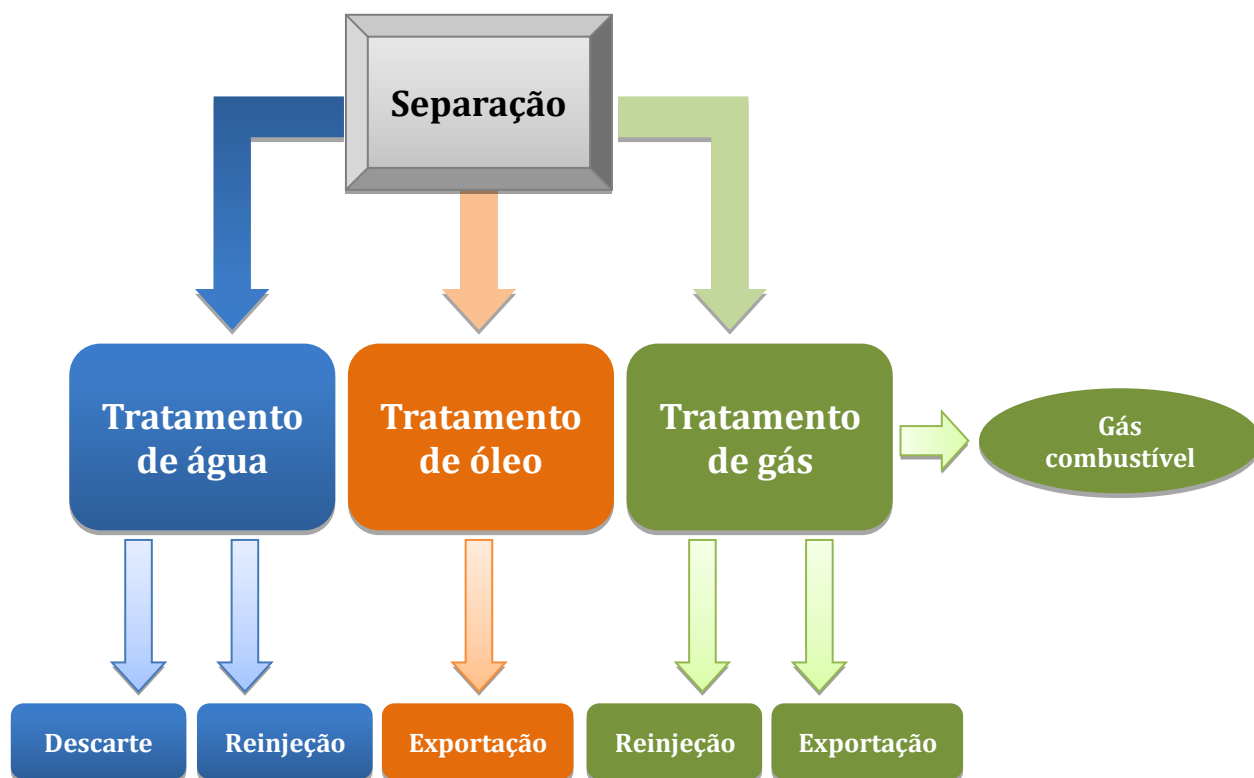 Separação
Tratamento
de água
Tratamento
de óleo
Tratamento
de gás
Gás
combustível
Descarte
Reinjeção
Exportação
Reinjeção
Exportação